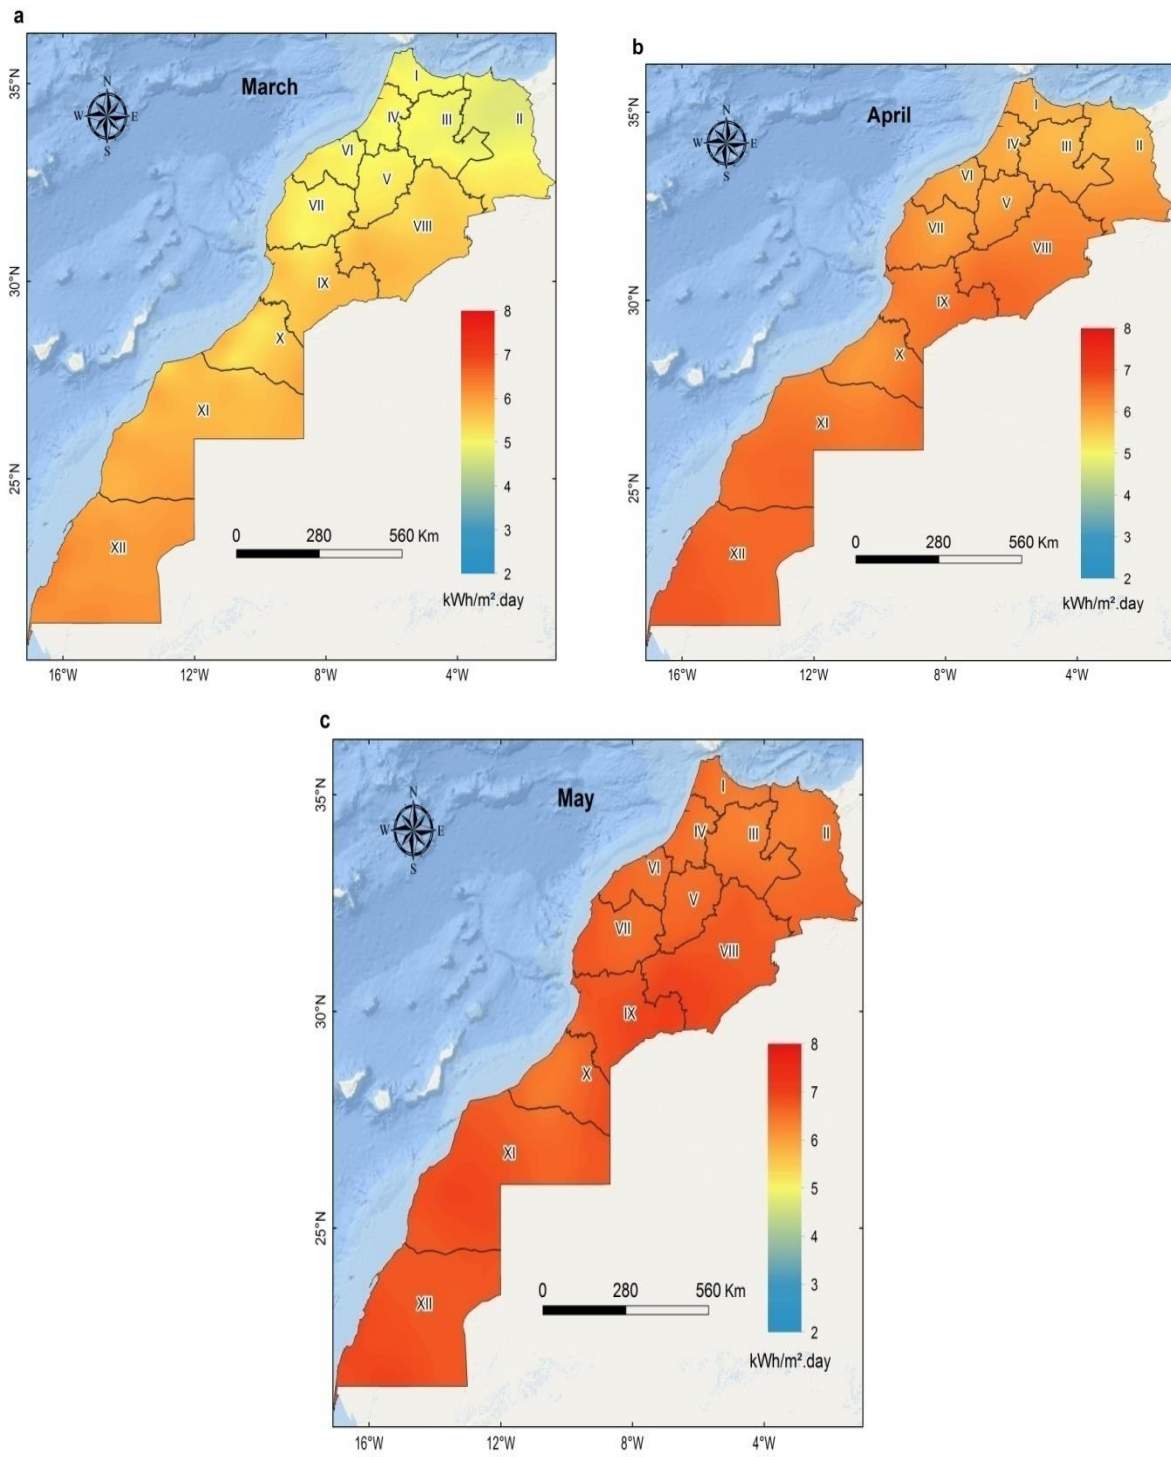 a
March
N
W E
S
I
II
III
IV
V
VI
VII
VIII
IX
X
XI
XII
35°N
30°N
25°N
8
7
6
5
4
3
2
kWh/m².day
0 280 560 Km
16°W 12°W 8°W 4°W
b
April
N
W E
S
I
II
III
IV
V
VI
VII
VIII
IX
X
XI
XII
35°N
30°N
25°N
8
7
6
5
4
3
2
kWh/m².day
0 280 560 Km
16°W 12°W 8°W 4°W
c
May
N
W E
S
I
II
III
IV
V
VI
VII
VIII
IX
X
XI
XII
35°N
30°N
25°N
8
7
6
5
4
3
2
kWh/m².day
0 280 560 Km
16°W 12°W 8°W 4°W